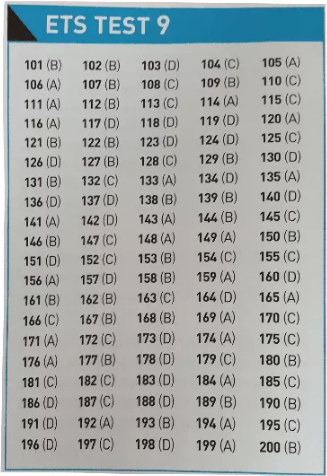 ETS TEST 9
101 (B) 102 (B) 103 (D) 104 (C) 105 (A)
106 (A) 107 (B) 108 (C) 109 (B) 110 (C)
111 (A) 112 (B) 113 (C) 114 (A) 115 (C)
116 (A) 117 (D) 118 (D) 119 (D) 120 (A)
121 (B) 122 (B) 123 (D) 124 (D) 125 (C)
126 (D) 127 (B) 128 (C) 129 (B) 130 (D)
131 (B) 132 (C) 133 (A) 134 (D) 135 (A)
136 (D) 137 (D) 138 (B) 139 (B) 140 (D)
141 (A) 142 (D) 143 (A) 144 (B) 145 (C)
146 (B) 147 (C) 148 (A) 149 (A) 150 (B)
151 (D) 152 (C) 153 (B) 154 (C) 155 (C)
156 (A) 157 (D) 158 (B) 159 (A) 160 (D)
161 (B) 162 (B) 163 (C) 164 (D) 165 (A)
166 (C) 167 (B) 168 (B) 169 (A) 170 (C)
171 (A) 172 (C) 173 (D) 174 (A) 175 (C)
176 (A) 177 (B) 178 (D) 179 (C) 180 (B)
181 (C) 182 (C) 183 (D) 184 (A) 185 (C)
186 (D) 187 (C) 188 (D) 189 (B) 190 (B)
191 (D) 192 (A) 193 (B) 194 (A) 195 (C)
196 (D) 197 (C) 198 (D) 199 (A) 200 (B)